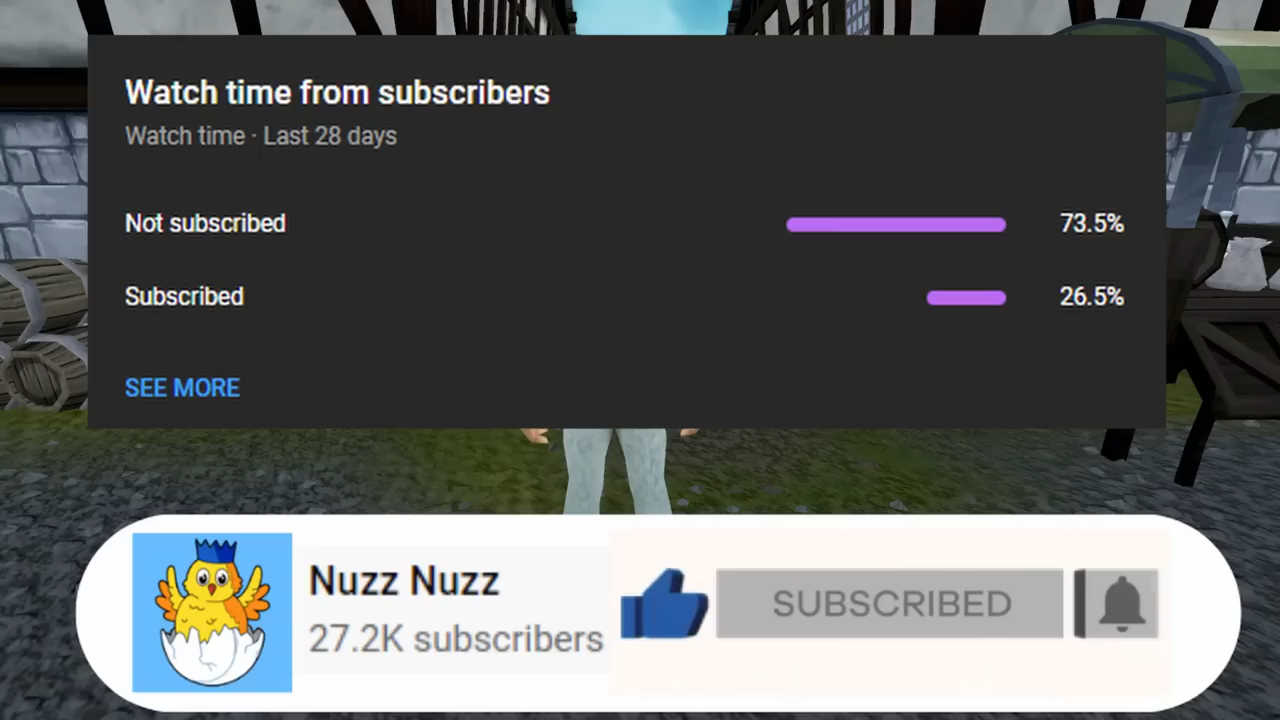 Watch time from subscribers
Watch time · Last 28 days
Not subscribed 73.5%
Subscribed 26.5%
SEE MORE
Nuzz Nuzz
27.2K subscribers
SUBSCRIBED